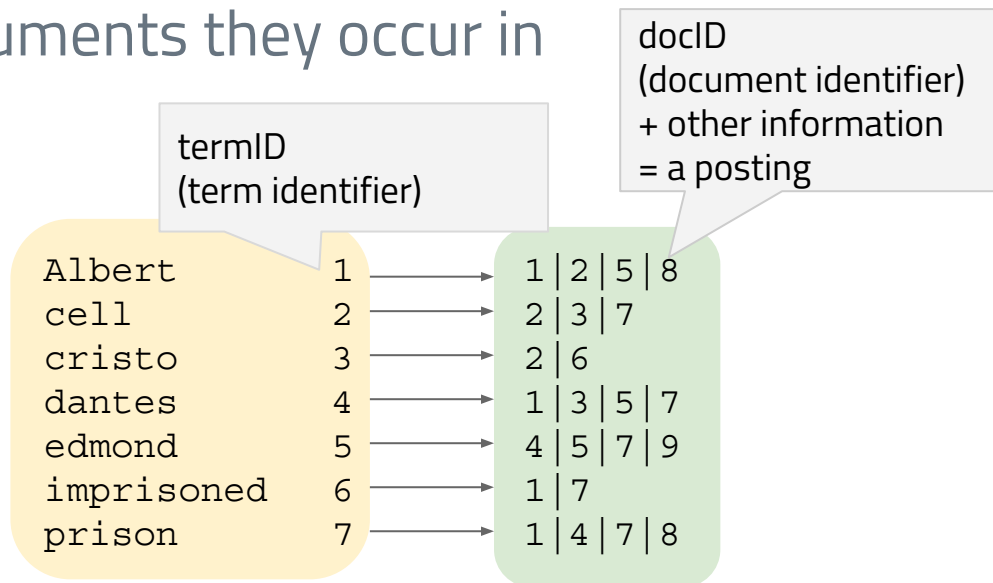 uments they occur in
docID
(document identifier)
+ other information
= a posting
termID
(term identifier)
Albert 1 1|2|5|8
cell 2 2|3|7
cristo 3 2|6
dantes 4 1|3|5|7
edmond 5 4|5|7|9
imprisoned 6 1|7
prison 7 1|4|7|8